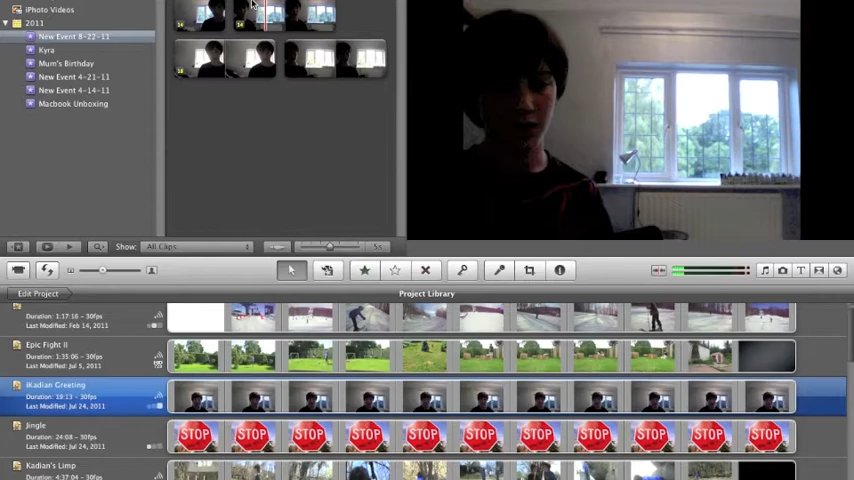 iPhoto Videos
2011
New Event 8-22-11
Kyra
Mum's Birthday
New Event 4-21-11
New Event 4-14-11
Macbook Unboxing
Show: All Clips
5s
Edit Project
Project Library
Duration: 1:17:16 - 30fps
Last Modified: Feb 14, 2011
Epic Fight II
Duration: 1:35:06 - 30fps
Last Modified: Jul 5, 2011
iKadian Greeting
Duration: 19:13 - 30fps
Last Modified: Jul 24, 2011
Jingle
Duration: 24:08 - 30fps
Last Modified: Jul 24, 2011
STOP STOP STOP STOP STOP STOP STOP STOP STOP STOP STOP
Kadian's Limp
Duration: 4:37:04 - 30fps